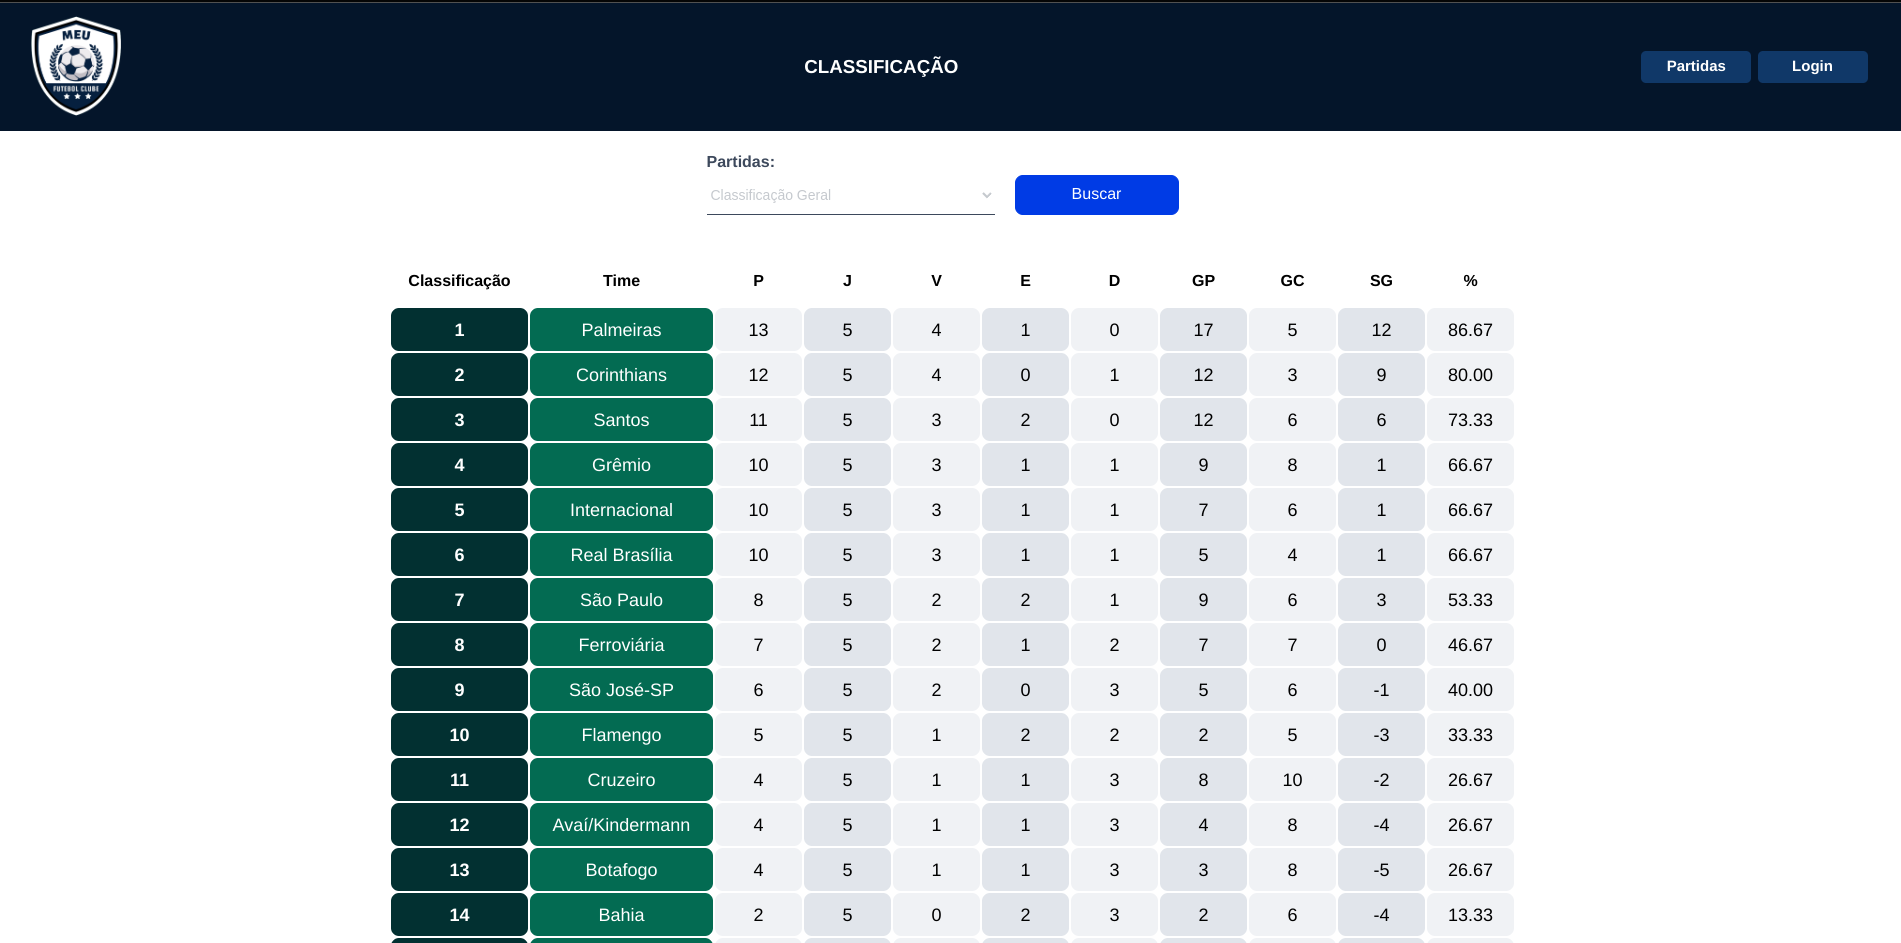 MEU
FUTEBOL CLUBE
CLASSIFICAÇÃO
Partidas
Login
Partidas:
Classificação Geral
Buscar
Classificação Time P J V E D GP GC SG %
1 Palmeiras 13 5 4 1 0 17 5 12 86.67
2 Corinthians 12 5 4 0 1 12 3 9 80.00
3 Santos 11 5 3 2 0 12 6 6 73.33
4 Grêmio 10 5 3 1 1 9 8 1 66.67
5 Internacional 10 5 3 1 1 7 6 1 66.67
6 Real Brasília 10 5 3 1 1 5 4 1 66.67
7 São Paulo 8 5 2 2 1 9 6 3 53.33
8 Ferroviária 7 5 2 1 2 7 7 0 46.67
9 São José-SP 6 5 2 0 3 5 6 -1 40.00
10 Flamengo 5 5 1 2 2 2 5 -3 33.33
11 Cruzeiro 4 5 1 1 3 8 10 -2 26.67
12 Avaí/Kindermann 4 5 1 1 3 4 8 -4 26.67
13 Botafogo 4 5 1 1 3 3 8 -5 26.67
14 Bahia 2 5 0 2 3 2 6 -4 13.33